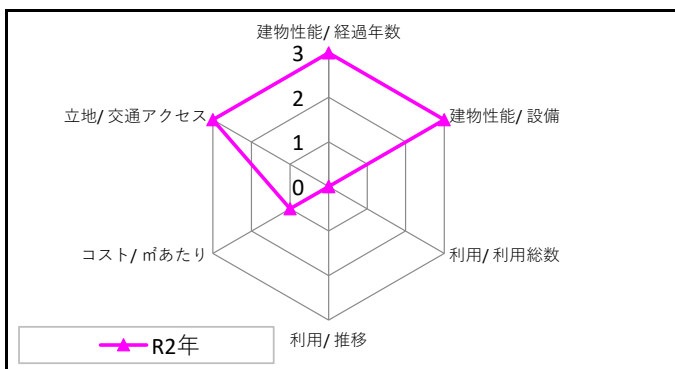 建物性能/ 経過年数
3
立地/ 交通アクセス
建物性能/ 設備
2
1
0
コスト/ ㎡あたり
利用/ 利用総数
利用/ 推移
R2年